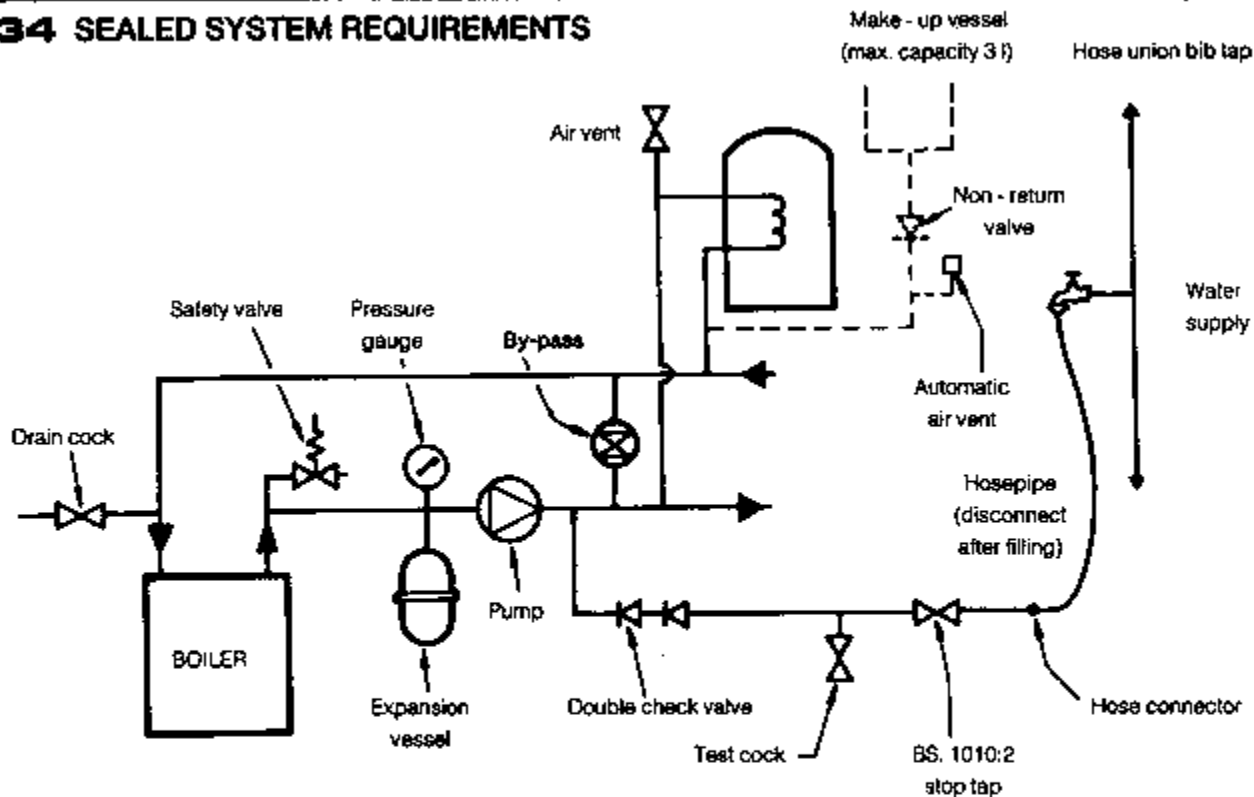 34 SEALED SYSTEM REQUIREMENTS
Make - up vessel
(max. capacity 3 l)
Hose union bib tap
Air vent
Non - return
valve
Safety valve
Pressure
gauge
By-pass
Water
supply
Automatic
air vent
Drain cock
Hosepipe
(disconnect
after filling)
Pump
BOILER
Expansion
vessel
Double check valve
Hose connector
Test cock
BS. 1010:2
stop tap